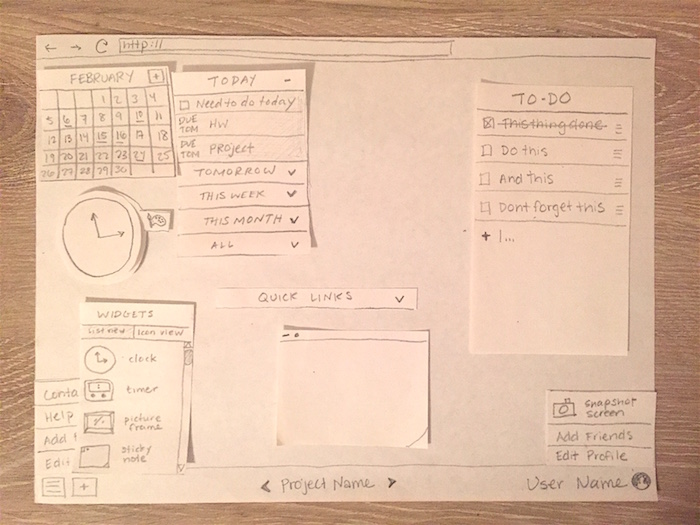 http://
FEBRUARY +
1 2 3 4
5 6 7 8 9 10 11
12 13 14 15 16 17 18
19 20 21 22 23 24 25
26 27 28 29 30
TODAY -
Need to do today
DUE TOM HW
DUE TOM PROJECT
TOMORROW
THIS WEEK
THIS MONTH
ALL
TO-DO
This thing done
Do this
And this
Dont forget this
+ I...
QUICK LINKS
WIDGETS
Icon view
clock
timer
picture
frame
sticky
note
Conta
Help
Add
Edit
+
snapshot
screen
Add Friends
Edit Profile
< Project Name >
User Name